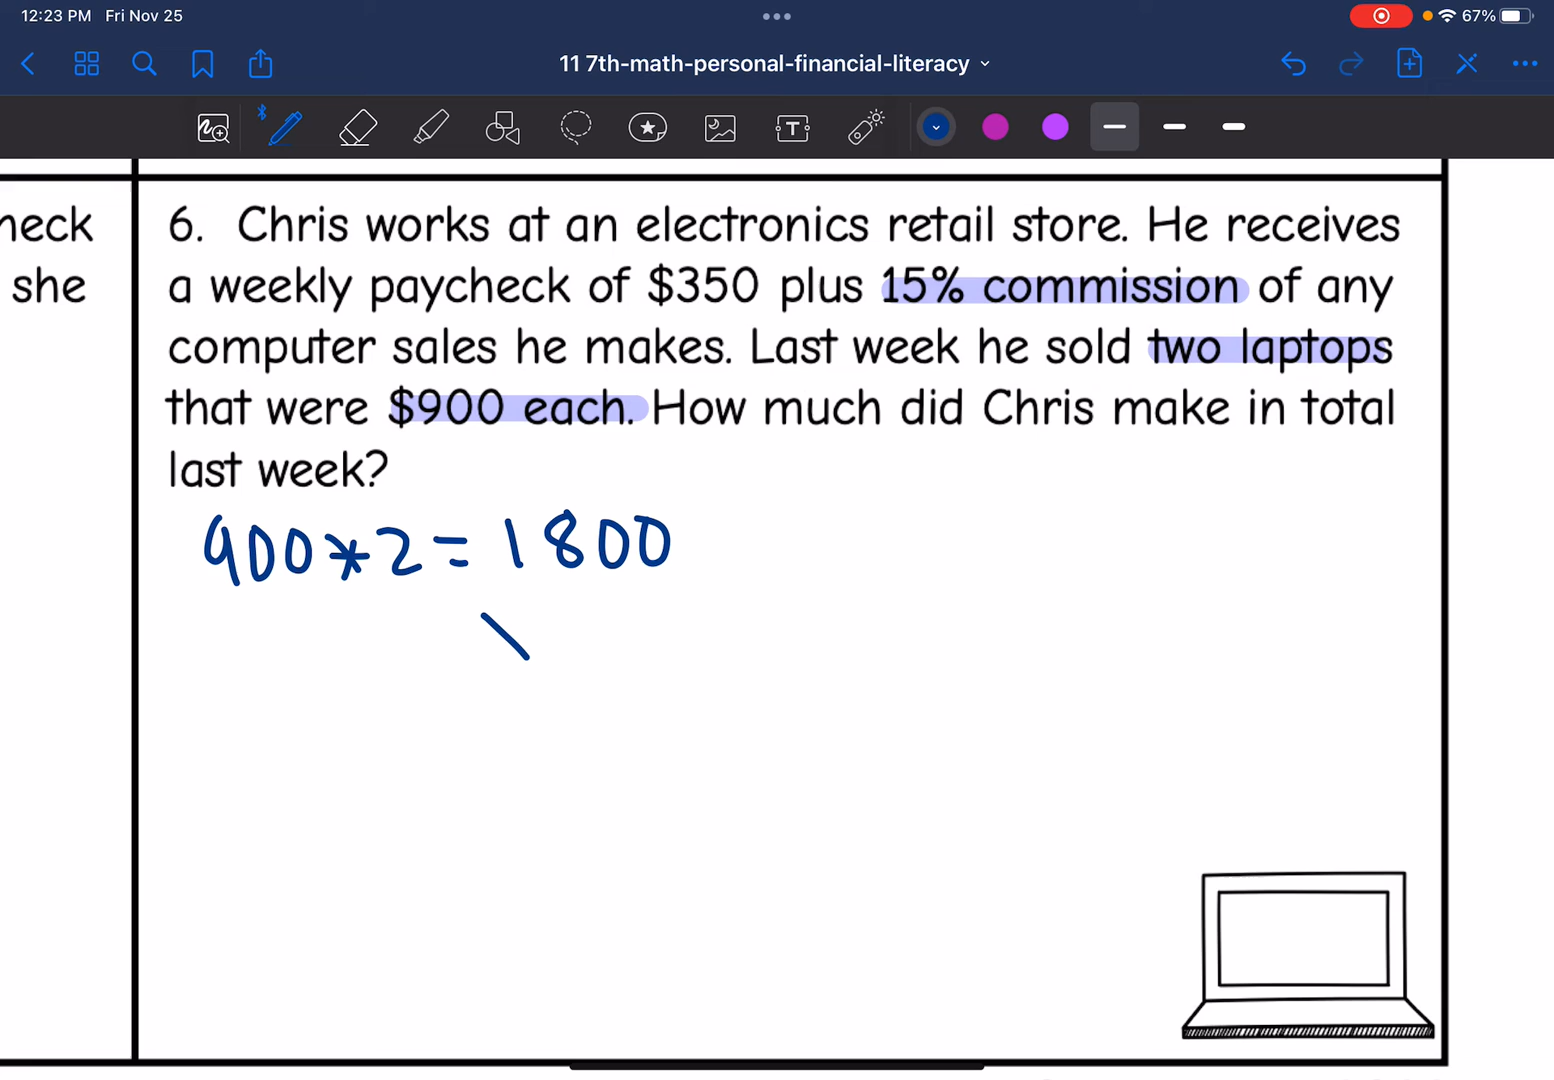 12:23 PM Fri Nov 25
67%
11 7th-math-personal-financial-literacy
T
heck
she
6. Chris works at an electronics retail store. He receives
a weekly paycheck of $350 plus 15% commission of any
computer sales he makes. Last week he sold two laptops
that were $900 each. How much did Chris make in total
last week?
900*2=1800